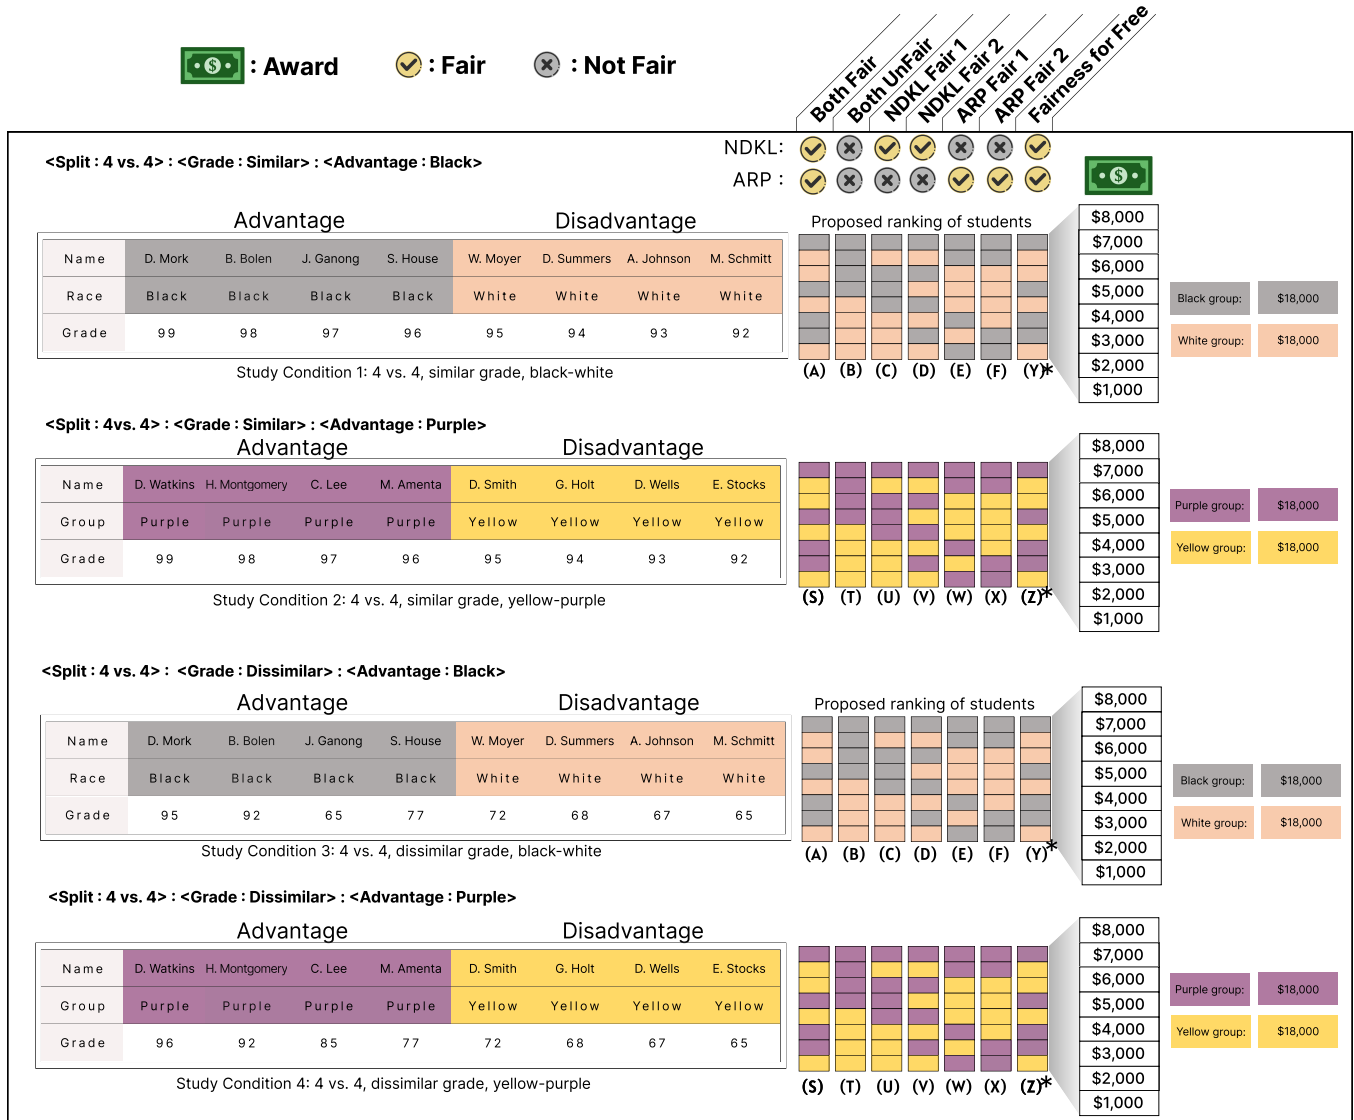 : Award
: Fair
: Not Fair
Both Fair
Both UnFair
NDKL Fair 1
NDKL Fair 2
ARP Fair 1
ARP Fair 2
Fairness for Free
NDKL:
ARP :
<Split : 4 vs. 4> : <Grade : Similar> : <Advantage : Black>
Advantage Disadvantage
Name D. Mork B. Bolen J. Ganong S. House W. Moyer D. Summers A. Johnson M. Schmitt
Race Black Black Black Black White White White White
Grade 99 98 97 96 95 94 93 92
Study Condition 1: 4 vs. 4, similar grade, black-white
Proposed ranking of students
(A) (B) (C) (D) (E) (F) (Y)*
$8,000
$7,000
$6,000
$5,000
$4,000
$3,000
$2,000
$1,000
Black group: $18,000
White group: $18,000
<Split : 4vs. 4> : <Grade : Similar> : <Advantage : Purple>
Advantage Disadvantage
Name D. Watkins H. Montgomery C. Lee M. Amenta D. Smith G. Holt D. Wells E. Stocks
Group Purple Purple Purple Purple Yellow Yellow Yellow Yellow
Grade 99 98 97 96 95 94 93 92
Study Condition 2: 4 vs. 4, similar grade, yellow-purple
(S) (T) (U) (V) (W) (X) (Z)*
$8,000
$7,000
$6,000
$5,000
$4,000
$3,000
$2,000
$1,000
Purple group: $18,000
Yellow group: $18,000
<Split : 4 vs. 4> : <Grade : Dissimilar> : <Advantage : Black>
Advantage Disadvantage
Name D. Mork B. Bolen J. Ganong S. House W. Moyer D. Summers A. Johnson M. Schmitt
Race Black Black Black Black White White White White
Grade 95 92 65 77 72 68 67 65
Study Condition 3: 4 vs. 4, dissimilar grade, black-white
Proposed ranking of students
(A) (B) (C) (D) (E) (F) (Y)*
$8,000
$7,000
$6,000
$5,000
$4,000
$3,000
$2,000
$1,000
Black group: $18,000
White group: $18,000
<Split : 4 vs. 4> : <Grade : Dissimilar> : <Advantage : Purple>
Advantage Disadvantage
Name D. Watkins H. Montgomery C. Lee M. Amenta D. Smith G. Holt D. Wells E. Stocks
Group Purple Purple Purple Purple Yellow Yellow Yellow Yellow
Grade 96 92 85 77 72 68 67 65
Study Condition 4: 4 vs. 4, dissimilar grade, yellow-purple
(S) (T) (U) (V) (W) (X) (Z)*
$8,000
$7,000
$6,000
$5,000
$4,000
$3,000
$2,000
$1,000
Purple group: $18,000
Yellow group: $18,000